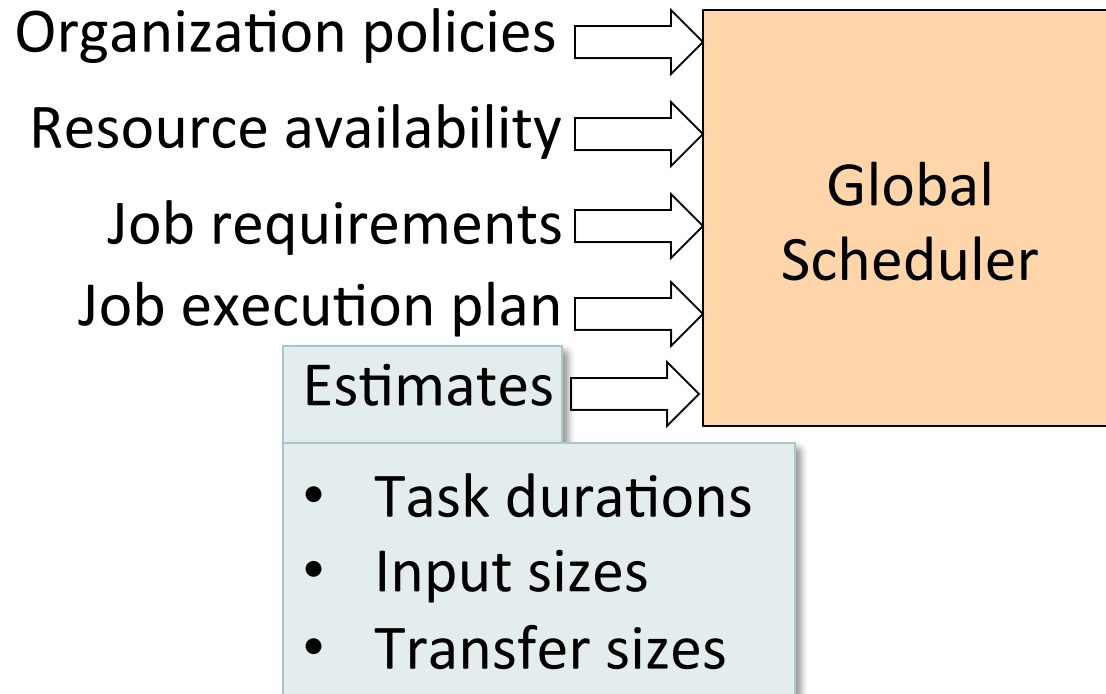 Organization policies
Resource availability
Job requirements
Job execution plan
Estimates
• Task durations
• Input sizes
• Transfer sizes
Global
Scheduler